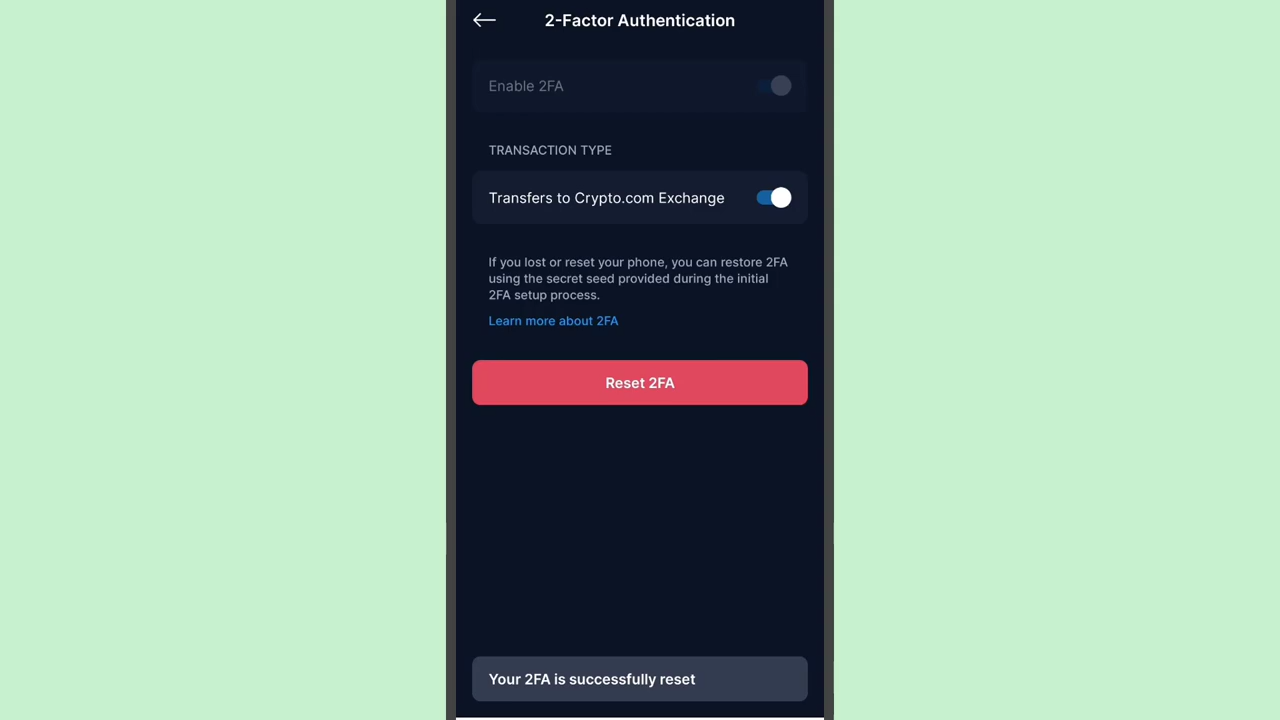 2-Factor Authentication
Enable 2FA
TRANSACTION TYPE
Transfers to Crypto.com Exchange
If you lost or reset your phone, you can restore 2FA
using the secret seed provided during the initial
2FA setup process.
Learn more about 2FA
Reset 2FA
Your 2FA is successfully reset